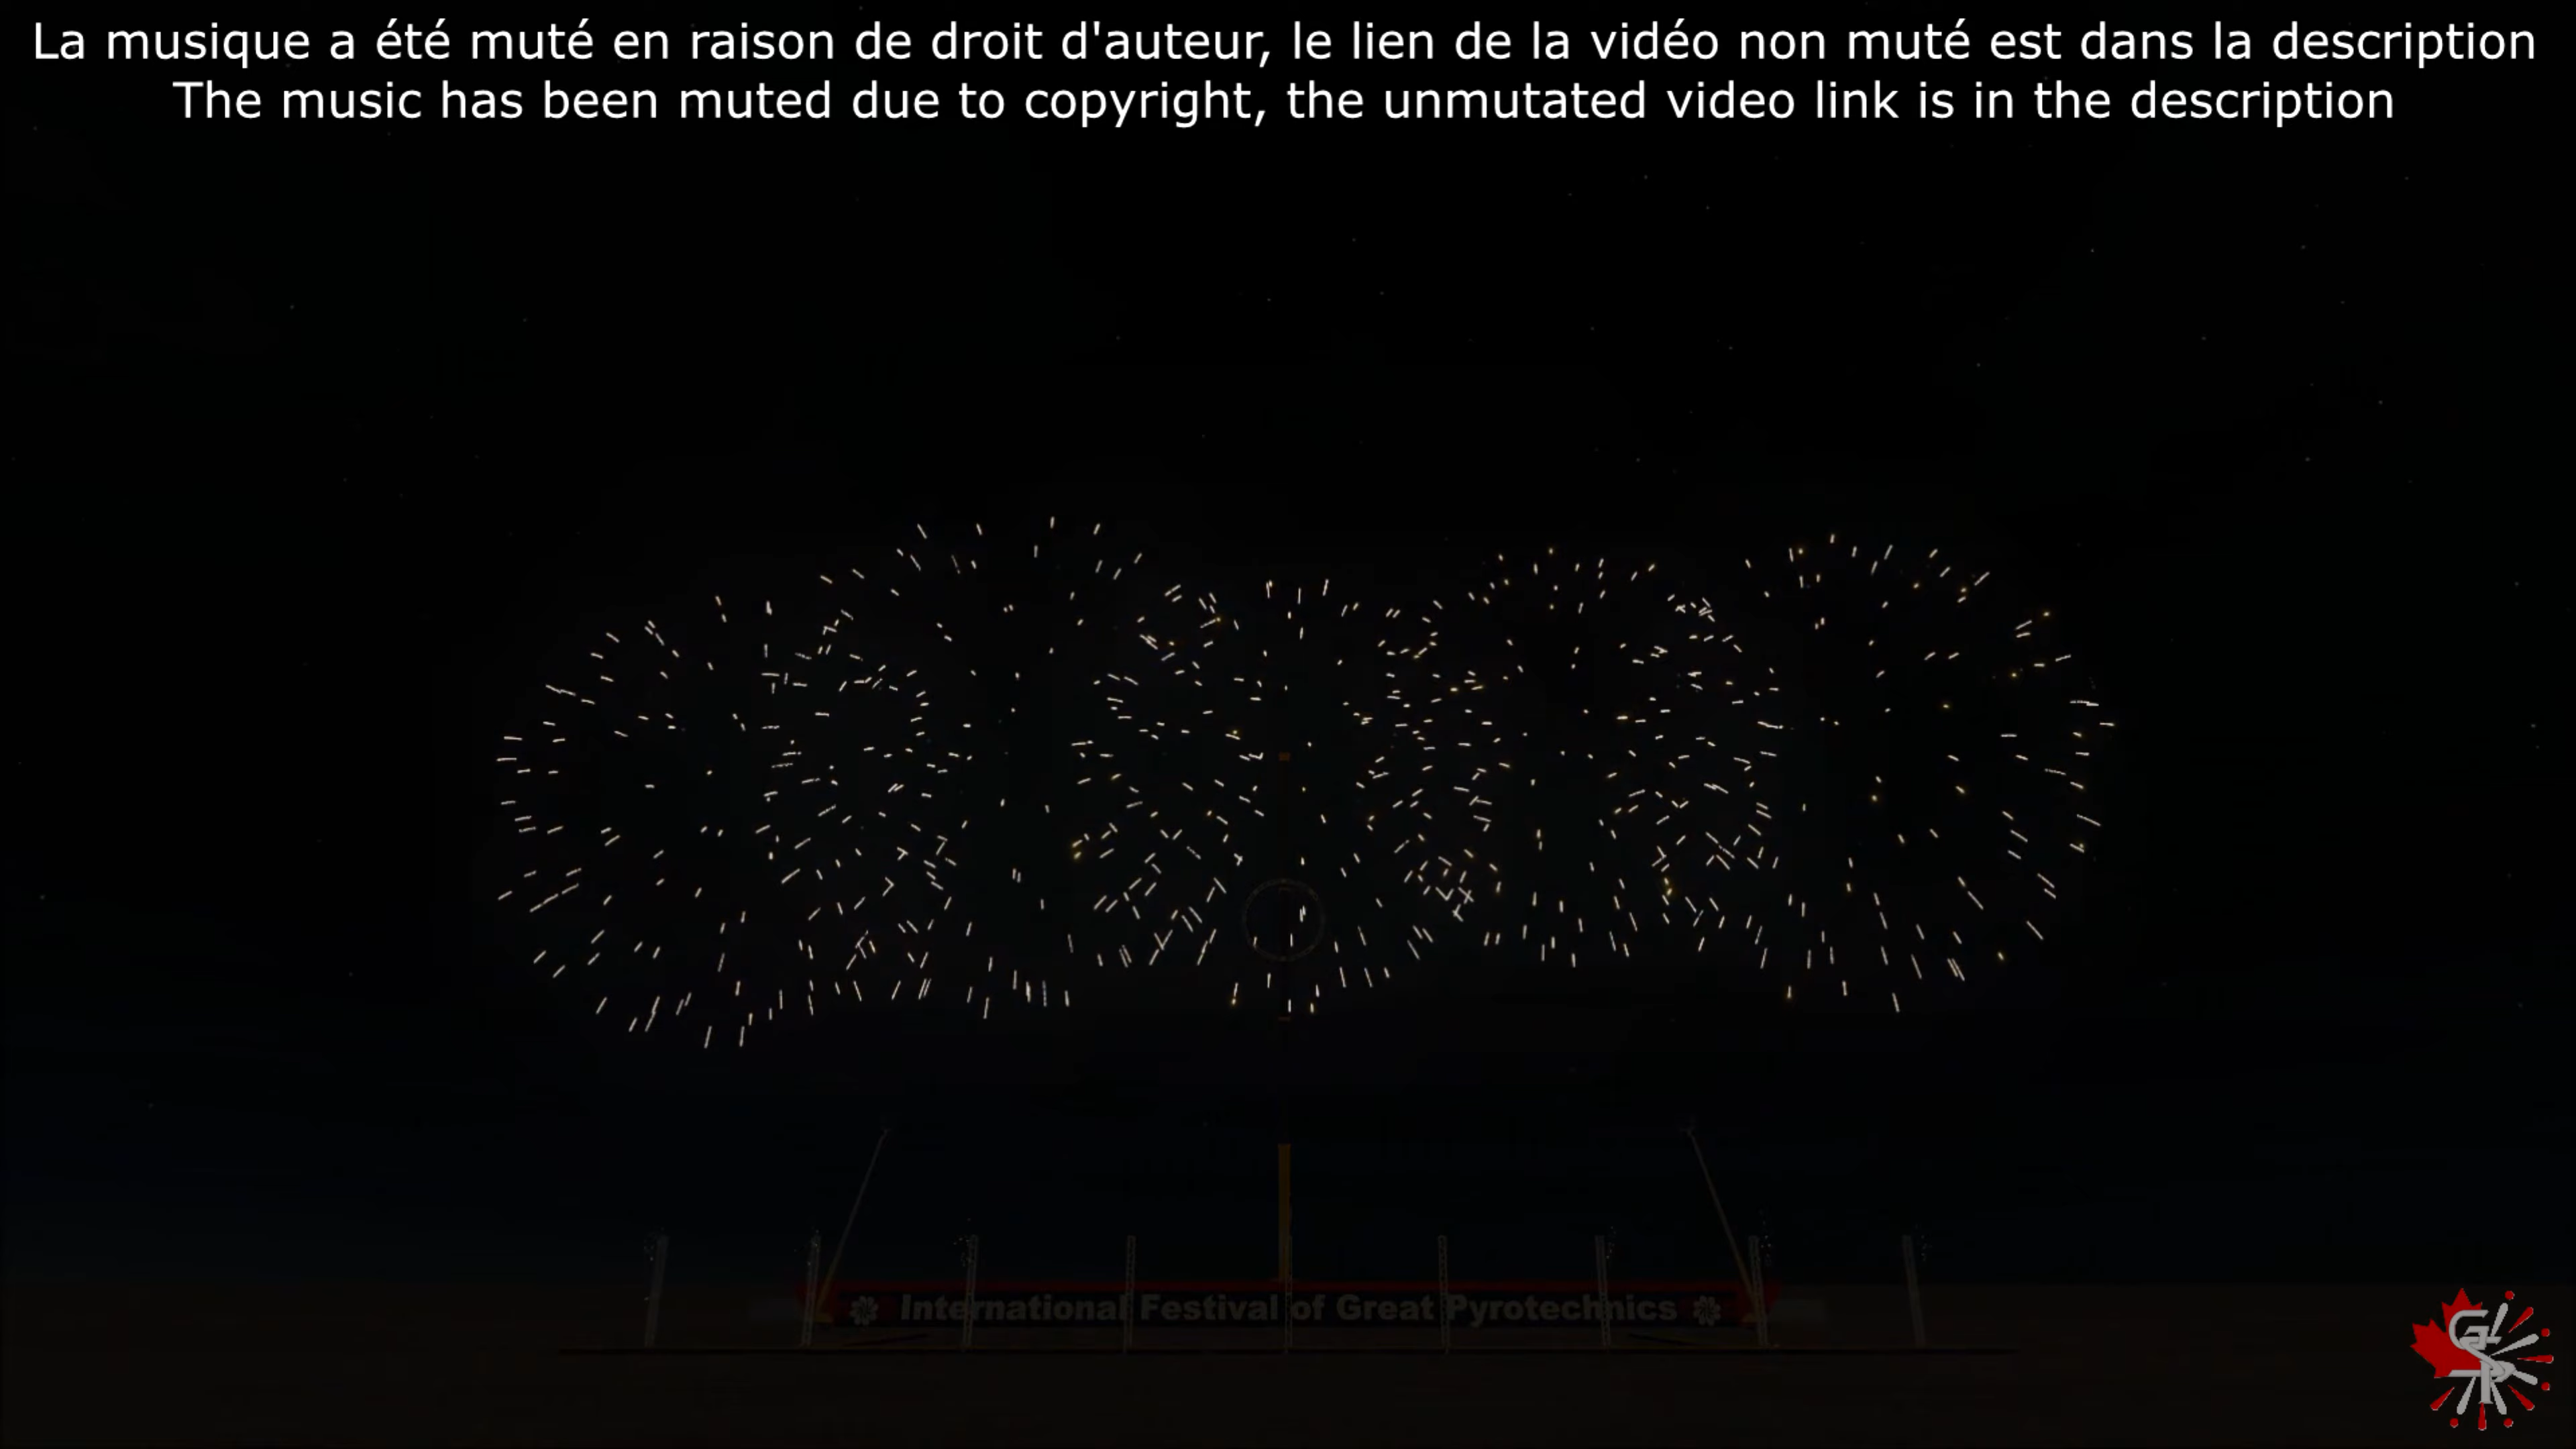 La musique a été muté en raison de droit d'auteur, le lien de la vidéo non muté est dans la description
The music has been muted due to copyright, the unmutated video link is in the description
International Festival of Great Pyrotechnics
GSP